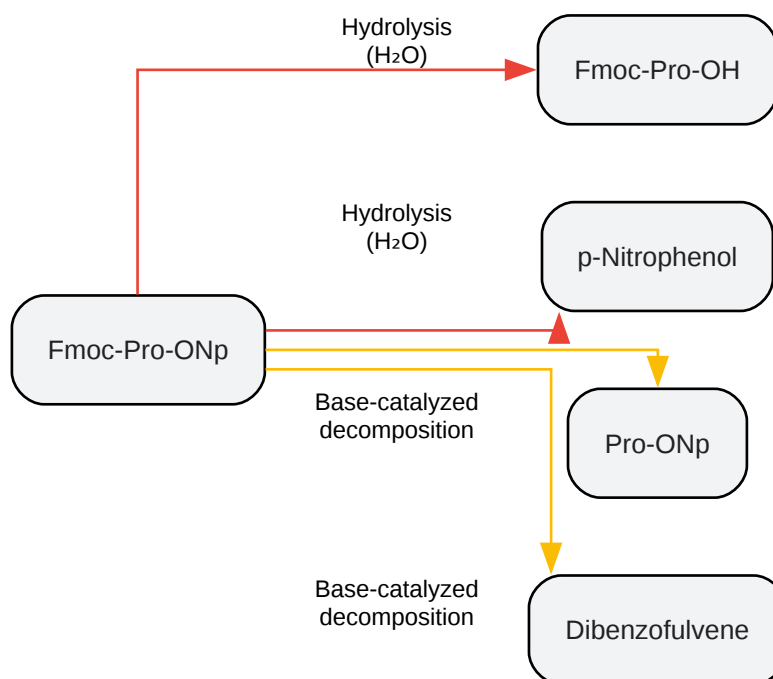 Hydrolysis
(H₂O)
Fmoc-Pro-OH
Hydrolysis
(H₂O)
p-Nitrophenol
Fmoc-Pro-ONp
Base-catalyzed
decomposition
Pro-ONp
Base-catalyzed
decomposition
Dibenzofulvene